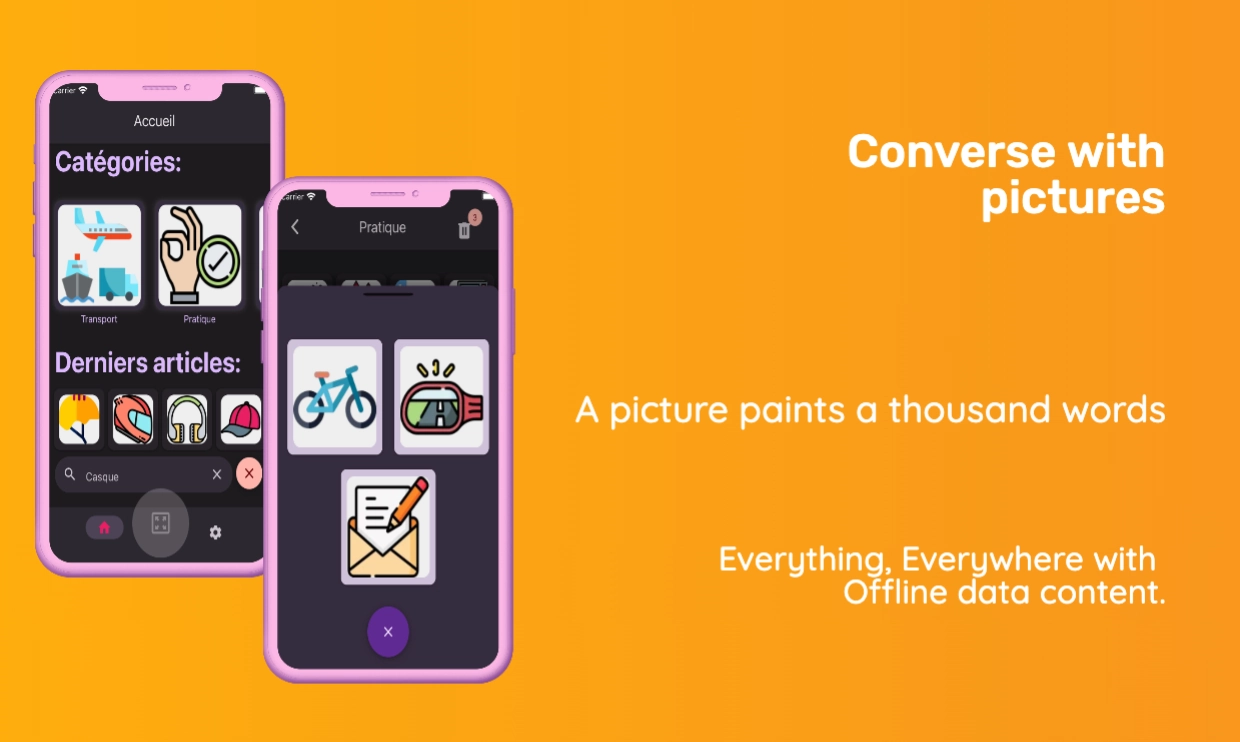 Carrier
Accueil
Catégories:
Transport
Pratique
Derniers articles:
Casque
Carrier
Pratique
3
Converse with
pictures
A picture paints a thousand words
Everything, Everywhere with
Offline data content.